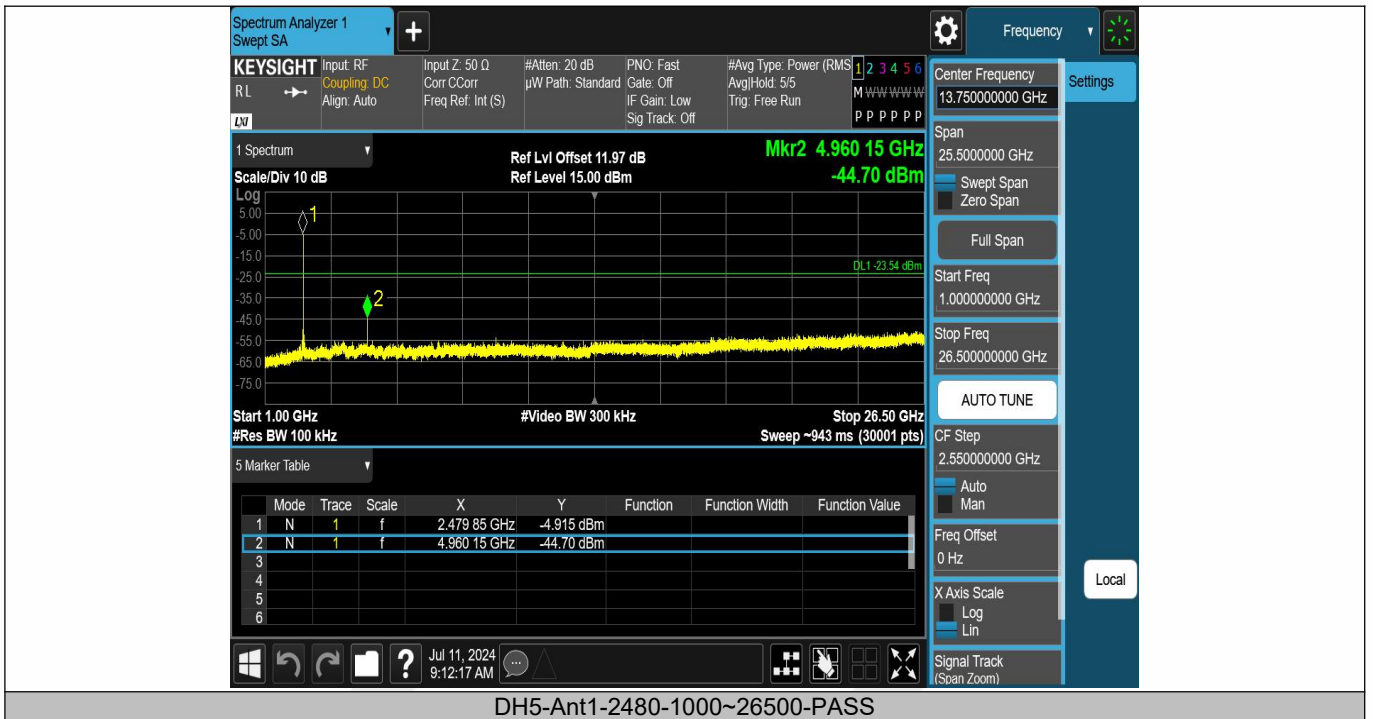 Spectrum Analyzer 1
Swept SA
+
Frequency
KEYSIGHT
RL
LXI
Input: RF
Coupling: DC
Align: Auto
Input Z: 50 Ω
Corr CCorr
Freq Ref: Int (S)
#Atten: 20 dB
µW Path: Standard
PNO: Fast
Gate: Off
IF Gain: Low
Sig Track: Off
#Avg Type: Power (RMS
Avg|Hold: 5/5
Trig: Free Run
1 2 3 4 5 6
M W W W W W
P P P P P P
1 Spectrum
Scale/Div 10 dB
Ref Lvl Offset 11.97 dB
Ref Level 15.00 dBm
Mkr2 4.960 15 GHz
-44.70 dBm
Log
5.00
-5.00
-15.0
-25.0
-35.0
-45.0
-55.0
-65.0
-75.0
1
2
DL1 -23.54 dBm
Start 1.00 GHz
#Video BW 300 kHz
Stop 26.50 GHz
#Res BW 100 kHz
Sweep ~943 ms (30001 pts)
5 Marker Table
Mode Trace Scale X Y Function Function Width Function Value
1 N 1 f 2.479 85 GHz -4.915 dBm
2 N 1 f 4.960 15 GHz -44.70 dBm
3
4
5
6
?
Jul 11, 2024
9:12:17 AM
Center Frequency
13.750000000 GHz
Settings
Span
25.5000000 GHz
Swept Span
Zero Span
Full Span
Start Freq
1.000000000 GHz
Stop Freq
26.500000000 GHz
AUTO TUNE
CF Step
2.550000000 GHz
Auto
Man
Freq Offset
0 Hz
Local
X Axis Scale
Log
Lin
Signal Track
(Span Zoom)
DH5-Ant1-2480-1000~26500-PASS